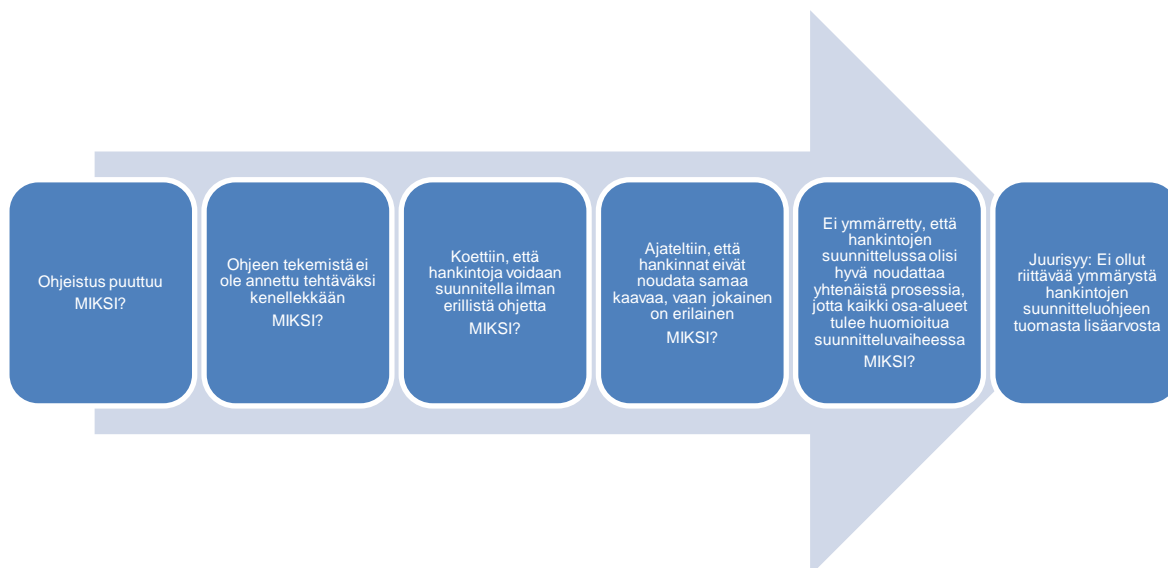 Ohjeistus puuttuu
MIKSI?
Ohjeen tekemistä ei
ole annettu tehtäväksi
kenellekkään
MIKSI?
Koettiin, että
hankintoja voidaan
suunnitella ilman
erillistä ohjetta
MIKSI?
Ajateltiin, että
hankinnat eivät
noudata samaa
kaavaa, vaan jokainen
on erilainen
MIKSI?
Ei ymmärretty, että
hankintojen
suunnittelussa olisi
hyvä noudattaa
yhtenäistä prosessia,
jotta kaikki osa-alueet
tulee huomioitua
suunnitteluvaiheessa
MIKSI?
Juurisyy: Ei ollut
riittävää ymmärystä
hankintojen
suunnitteluohjeen
tuomasta lisäarvosta